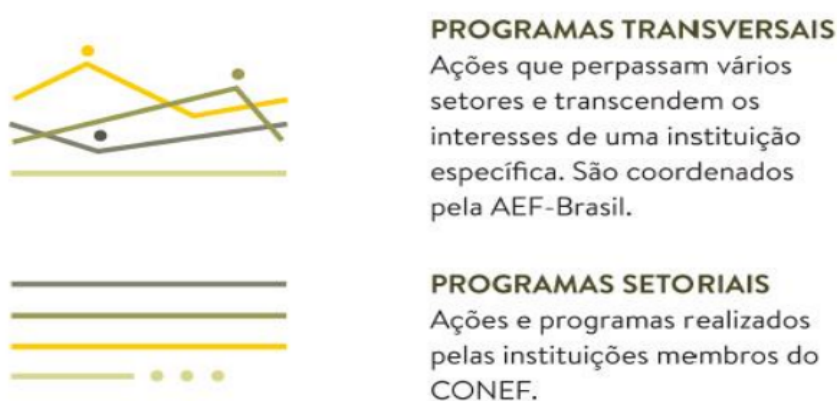 PROGRAMAS TRANSVERSAIS
Ações que perpassam vários
setores e transcendem os
interesses de uma instituição
específica. São coordenados
pela AEF-Brasil.
PROGRAMAS SETORIAIS
Ações e programas realizados
pelas instituições membros do
CONEF.